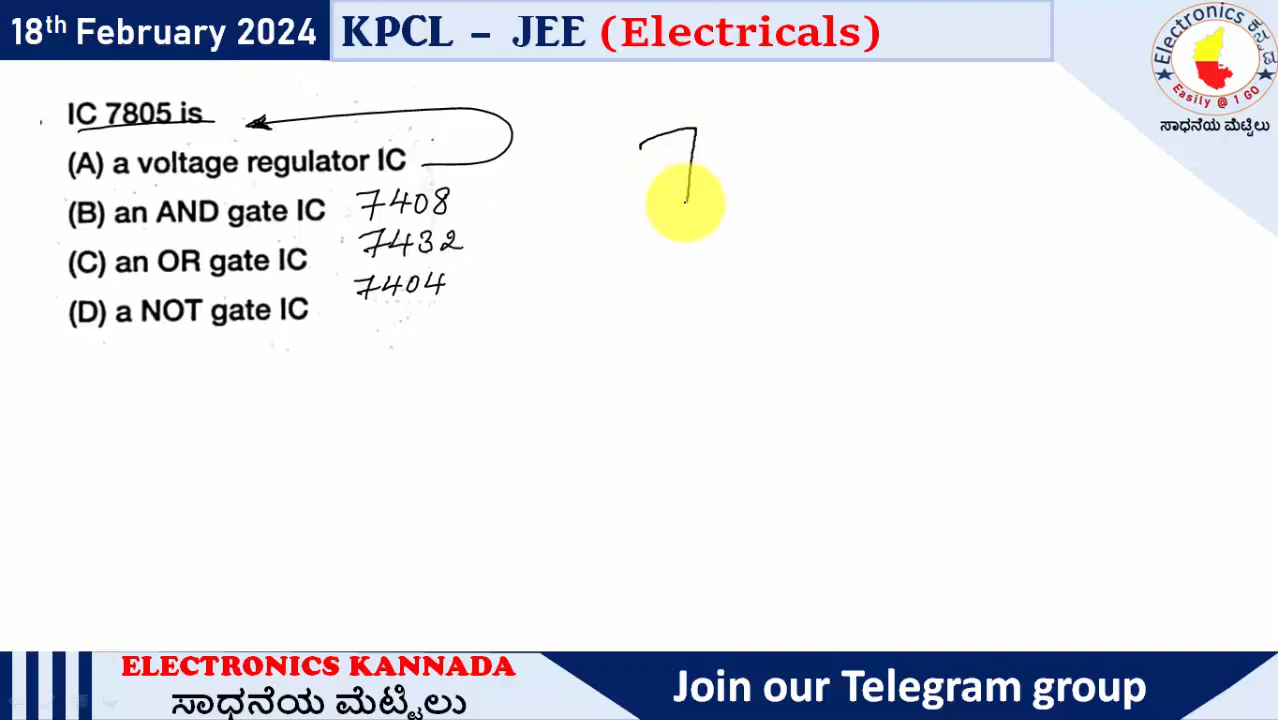 18th February 2024
KPCL – JEE (Electricals)
Electronics ಕನ್ನಡ
Easily @ 1 GO
ಸಾಧನೆಯ ಮೆಟ್ಟಿಲು
IC 7805 is
(A) a voltage regulator IC
(B) an AND gate IC 7408
(C) an OR gate IC 7432
(D) a NOT gate IC 7404
7
ELECTRONICS KANNADA
ಸಾಧನೆಯ ಮೆಟ್ಟಿಲು
Join our Telegram group